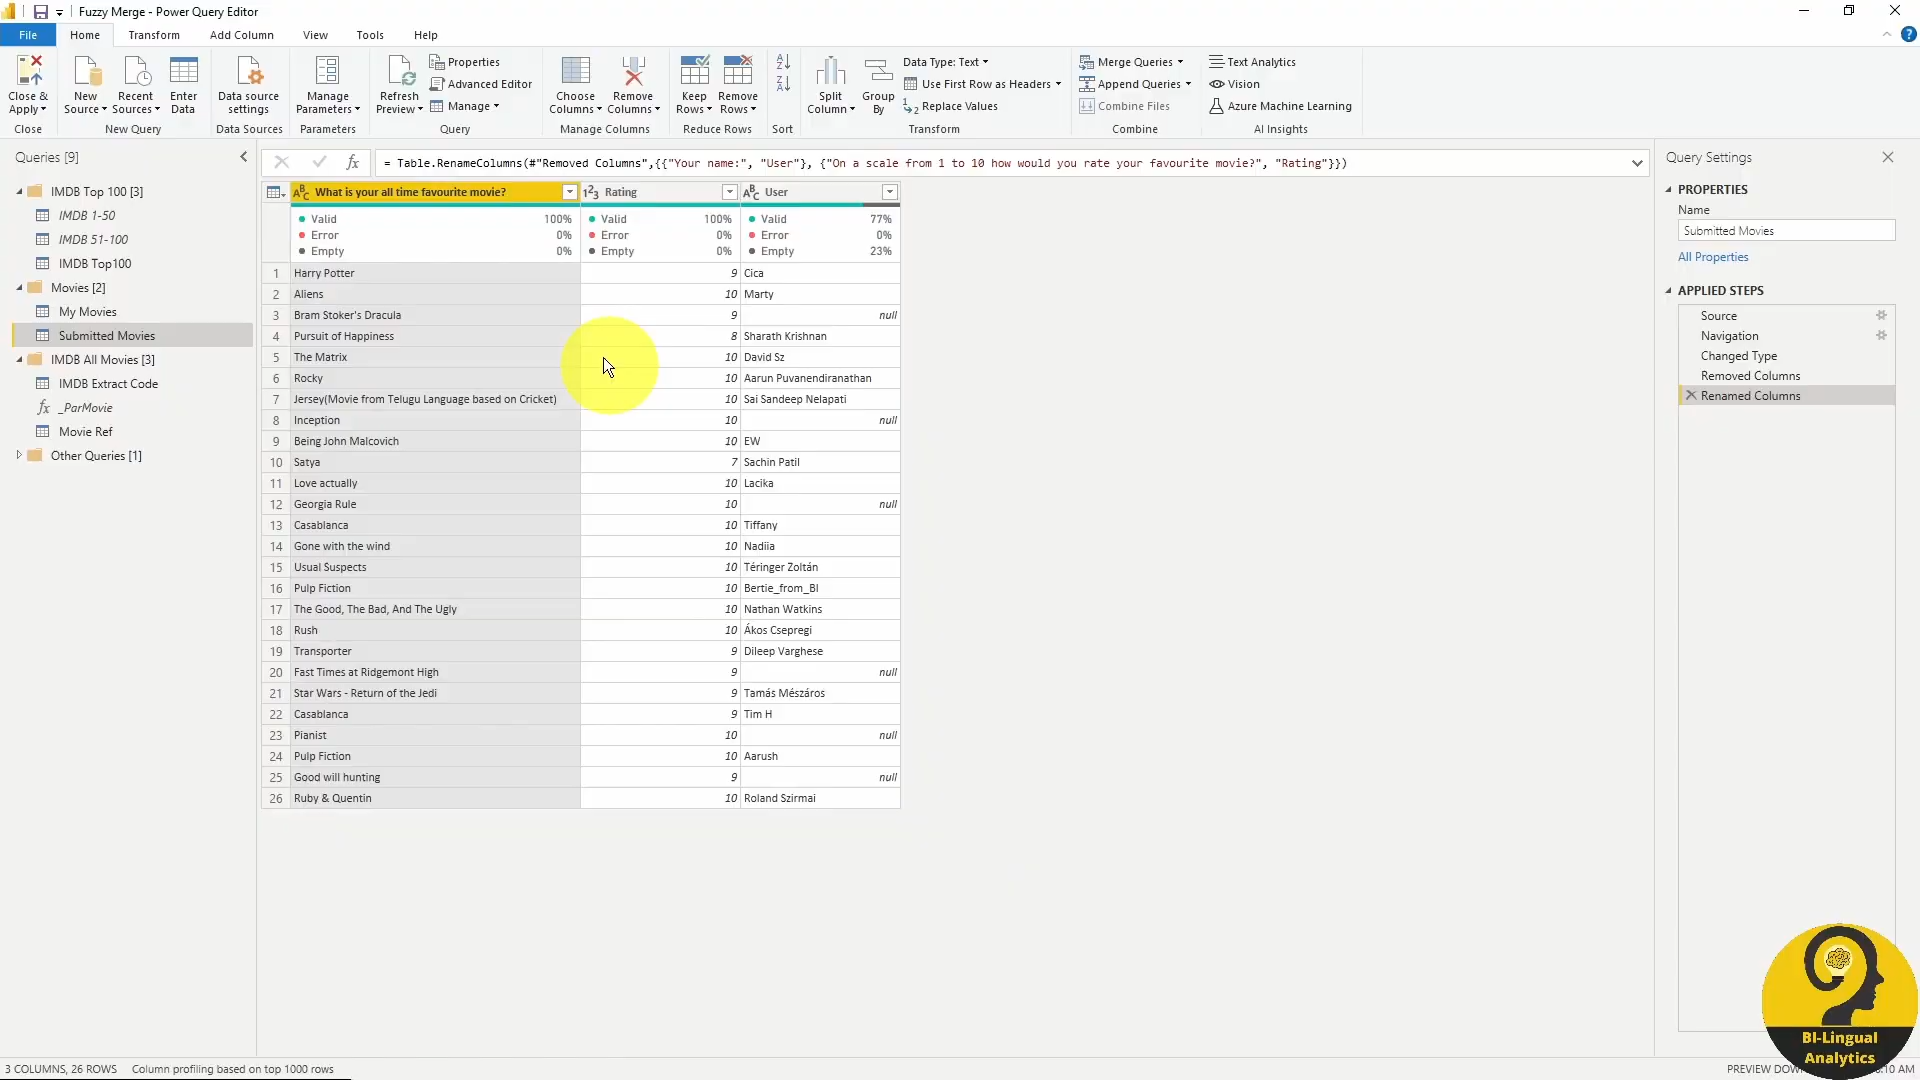 Fuzzy Merge - Power Query Editor
File Home Transform Add Column View Tools Help
Close & Apply
New Source
Recent Sources
Enter Data
Data source settings
Manage Parameters
Refresh Preview
Properties
Advanced Editor
Manage
Choose Columns
Remove Columns
Keep Rows
Remove Rows
Split Column
Group By
Data Type: Text
Use First Row as Headers
Replace Values
Merge Queries
Append Queries
Combine Files
Text Analytics
Vision
Azure Machine Learning
Close New Query Data Sources Parameters Query Manage Columns Reduce Rows Sort Transform Combine AI Insights
Queries [9]
IMDB Top 100 [3]
IMDB 1-50
IMDB 51-100
IMDB Top100
Movies [2]
My Movies
Submitted Movies
IMDB All Movies [3]
IMDB Extract Code
fx _ParMovie
Movie Ref
Other Queries [1]
fx = Table.RenameColumns(#"Removed Columns",{{"Your name:", "User"}, {"On a scale from 1 to 10 how would you rate your favourite movie?", "Rating"}})
ABC What is your all time favourite movie? 123 Rating ABC User
Valid 100% Valid 100% Valid 77%
Error 0% Error 0% Error 0%
Empty 0% Empty 0% Empty 23%
1 Harry Potter 9 Cica
2 Aliens 10 Marty
3 Bram Stoker's Dracula 9 null
4 Pursuit of Happiness 8 Sharath Krishnan
5 The Matrix 10 David Sz
6 Rocky 10 Aarun Puvanendiranathan
7 Jersey(Movie from Telugu Language based on Cricket) 10 Sai Sandeep Nelapati
8 Inception 10 null
9 Being John Malcovich 10 EW
10 Satya 7 Sachin Patil
11 Love actually 10 Lacika
12 Georgia Rule 10 null
13 Casablanca 10 Tiffany
14 Gone with the wind 10 Nadiia
15 Usual Suspects 10 Téringer Zoltán
16 Pulp Fiction 10 Bertie_from_BI
17 The Good, The Bad, And The Ugly 10 Nathan Watkins
18 Rush 10 Ákos Csepregi
19 Transporter 9 Dileep Varghese
20 Fast Times at Ridgemont High 9 null
21 Star Wars - Return of the Jedi 9 Tamás Mészáros
22 Casablanca 9 Tim H
23 Pianist 10 null
24 Pulp Fiction 10 Aarush
25 Good will hunting 9 null
26 Ruby & Quentin 10 Roland Szirmai
Query Settings
PROPERTIES
Name
Submitted Movies
All Properties
APPLIED STEPS
Source
Navigation
Changed Type
Removed Columns
Renamed Columns
BI-Lingual
Analytics
3 COLUMNS, 26 ROWS Column profiling based on top 1000 rows
PREVIEW AM